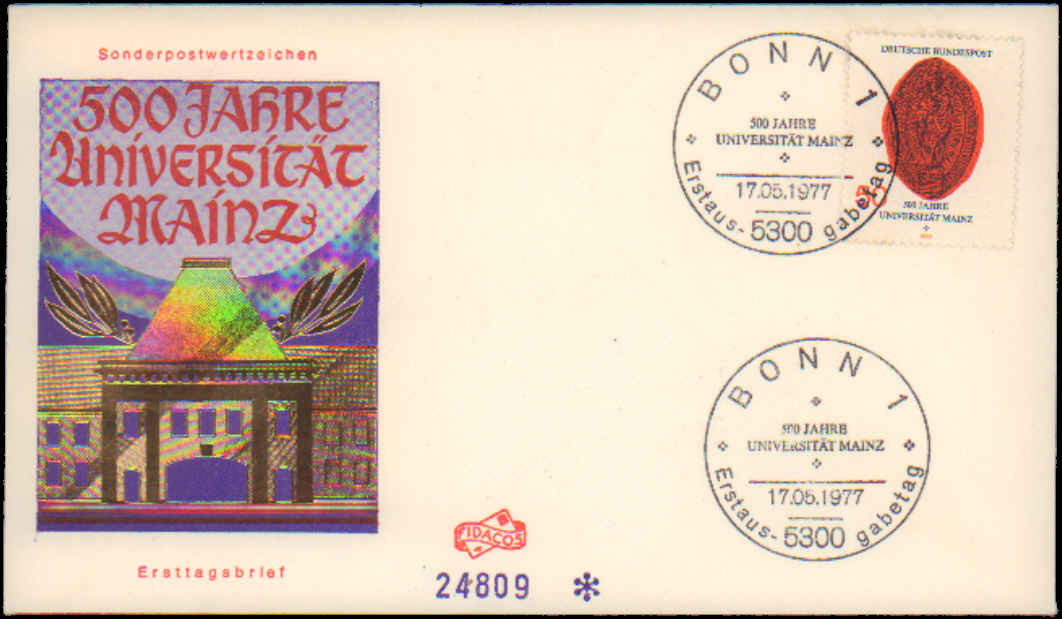 Sonderpostwertzeichen
500 JAHRE
UNIVERSITÄT
MAINZ
Ersttagsbrief
FIDACOS
24809 *
BONN 1
500 JAHRE
UNIVERSITÄT MAINZ
17.05.1977
5300
Erstaus- gabetag
DEUTSCHE BUNDESPOST
500 JAHRE
UNIVERSITÄT MAINZ
BONN 1
500 JAHRE
UNIVERSITÄT MAINZ
17.05.1977
5300
Erstaus- gabetag